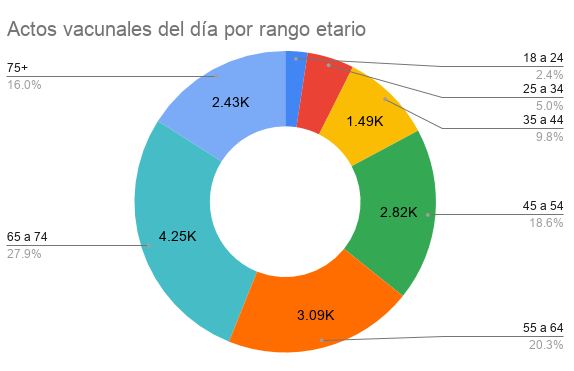 Actos vacunales del día por rango etario
75+
16.0%
18 a 24
2.4%
25 a 34
5.0%
35 a 44
9.8%
2.43K
1.49K
45 a 54
18.6%
2.82K
65 a 74
27.9%
4.25K
3.09K
55 a 64
20.3%